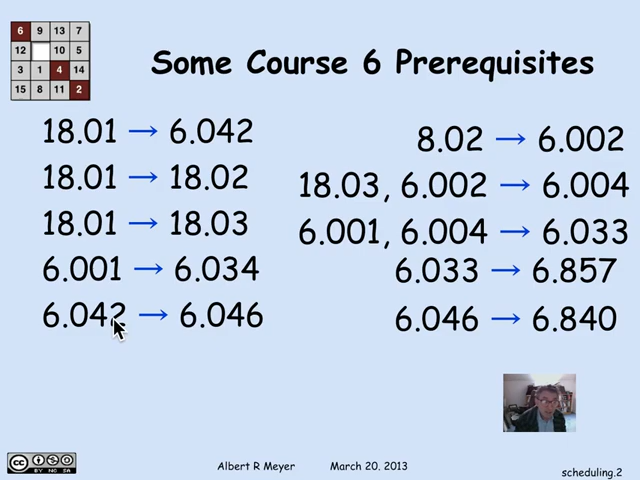 6 9 13 7
12 10 5
3 1 4 14
15 8 11 2
Some Course 6 Prerequisites
18.01 → 6.042
18.01 → 18.02
18.01 → 18.03
6.001 → 6.034
6.042 → 6.046
8.02 → 6.002
18.03, 6.002 → 6.004
6.001, 6.004 → 6.033
6.033 → 6.857
6.046 → 6.840
cc
BY NC SA
Albert R Meyer March 20. 2013
scheduling.2